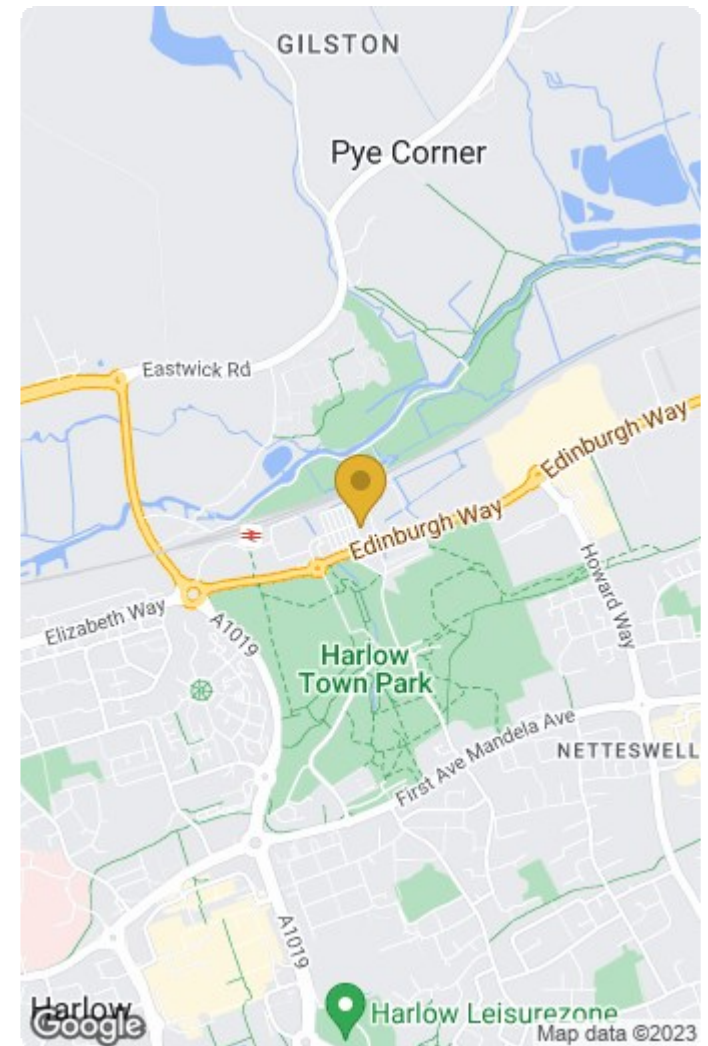 GILSTON
Pye Corner
Eastwick Rd
Edinburgh Way
Edinburgh Way
Howard Way
Elizabeth Way
A1019
Harlow
Town Park
First Ave Mandela Ave
NETTESWELL
A1019
Harlow
Harlow Leisurezone
Google
Map data ©2023